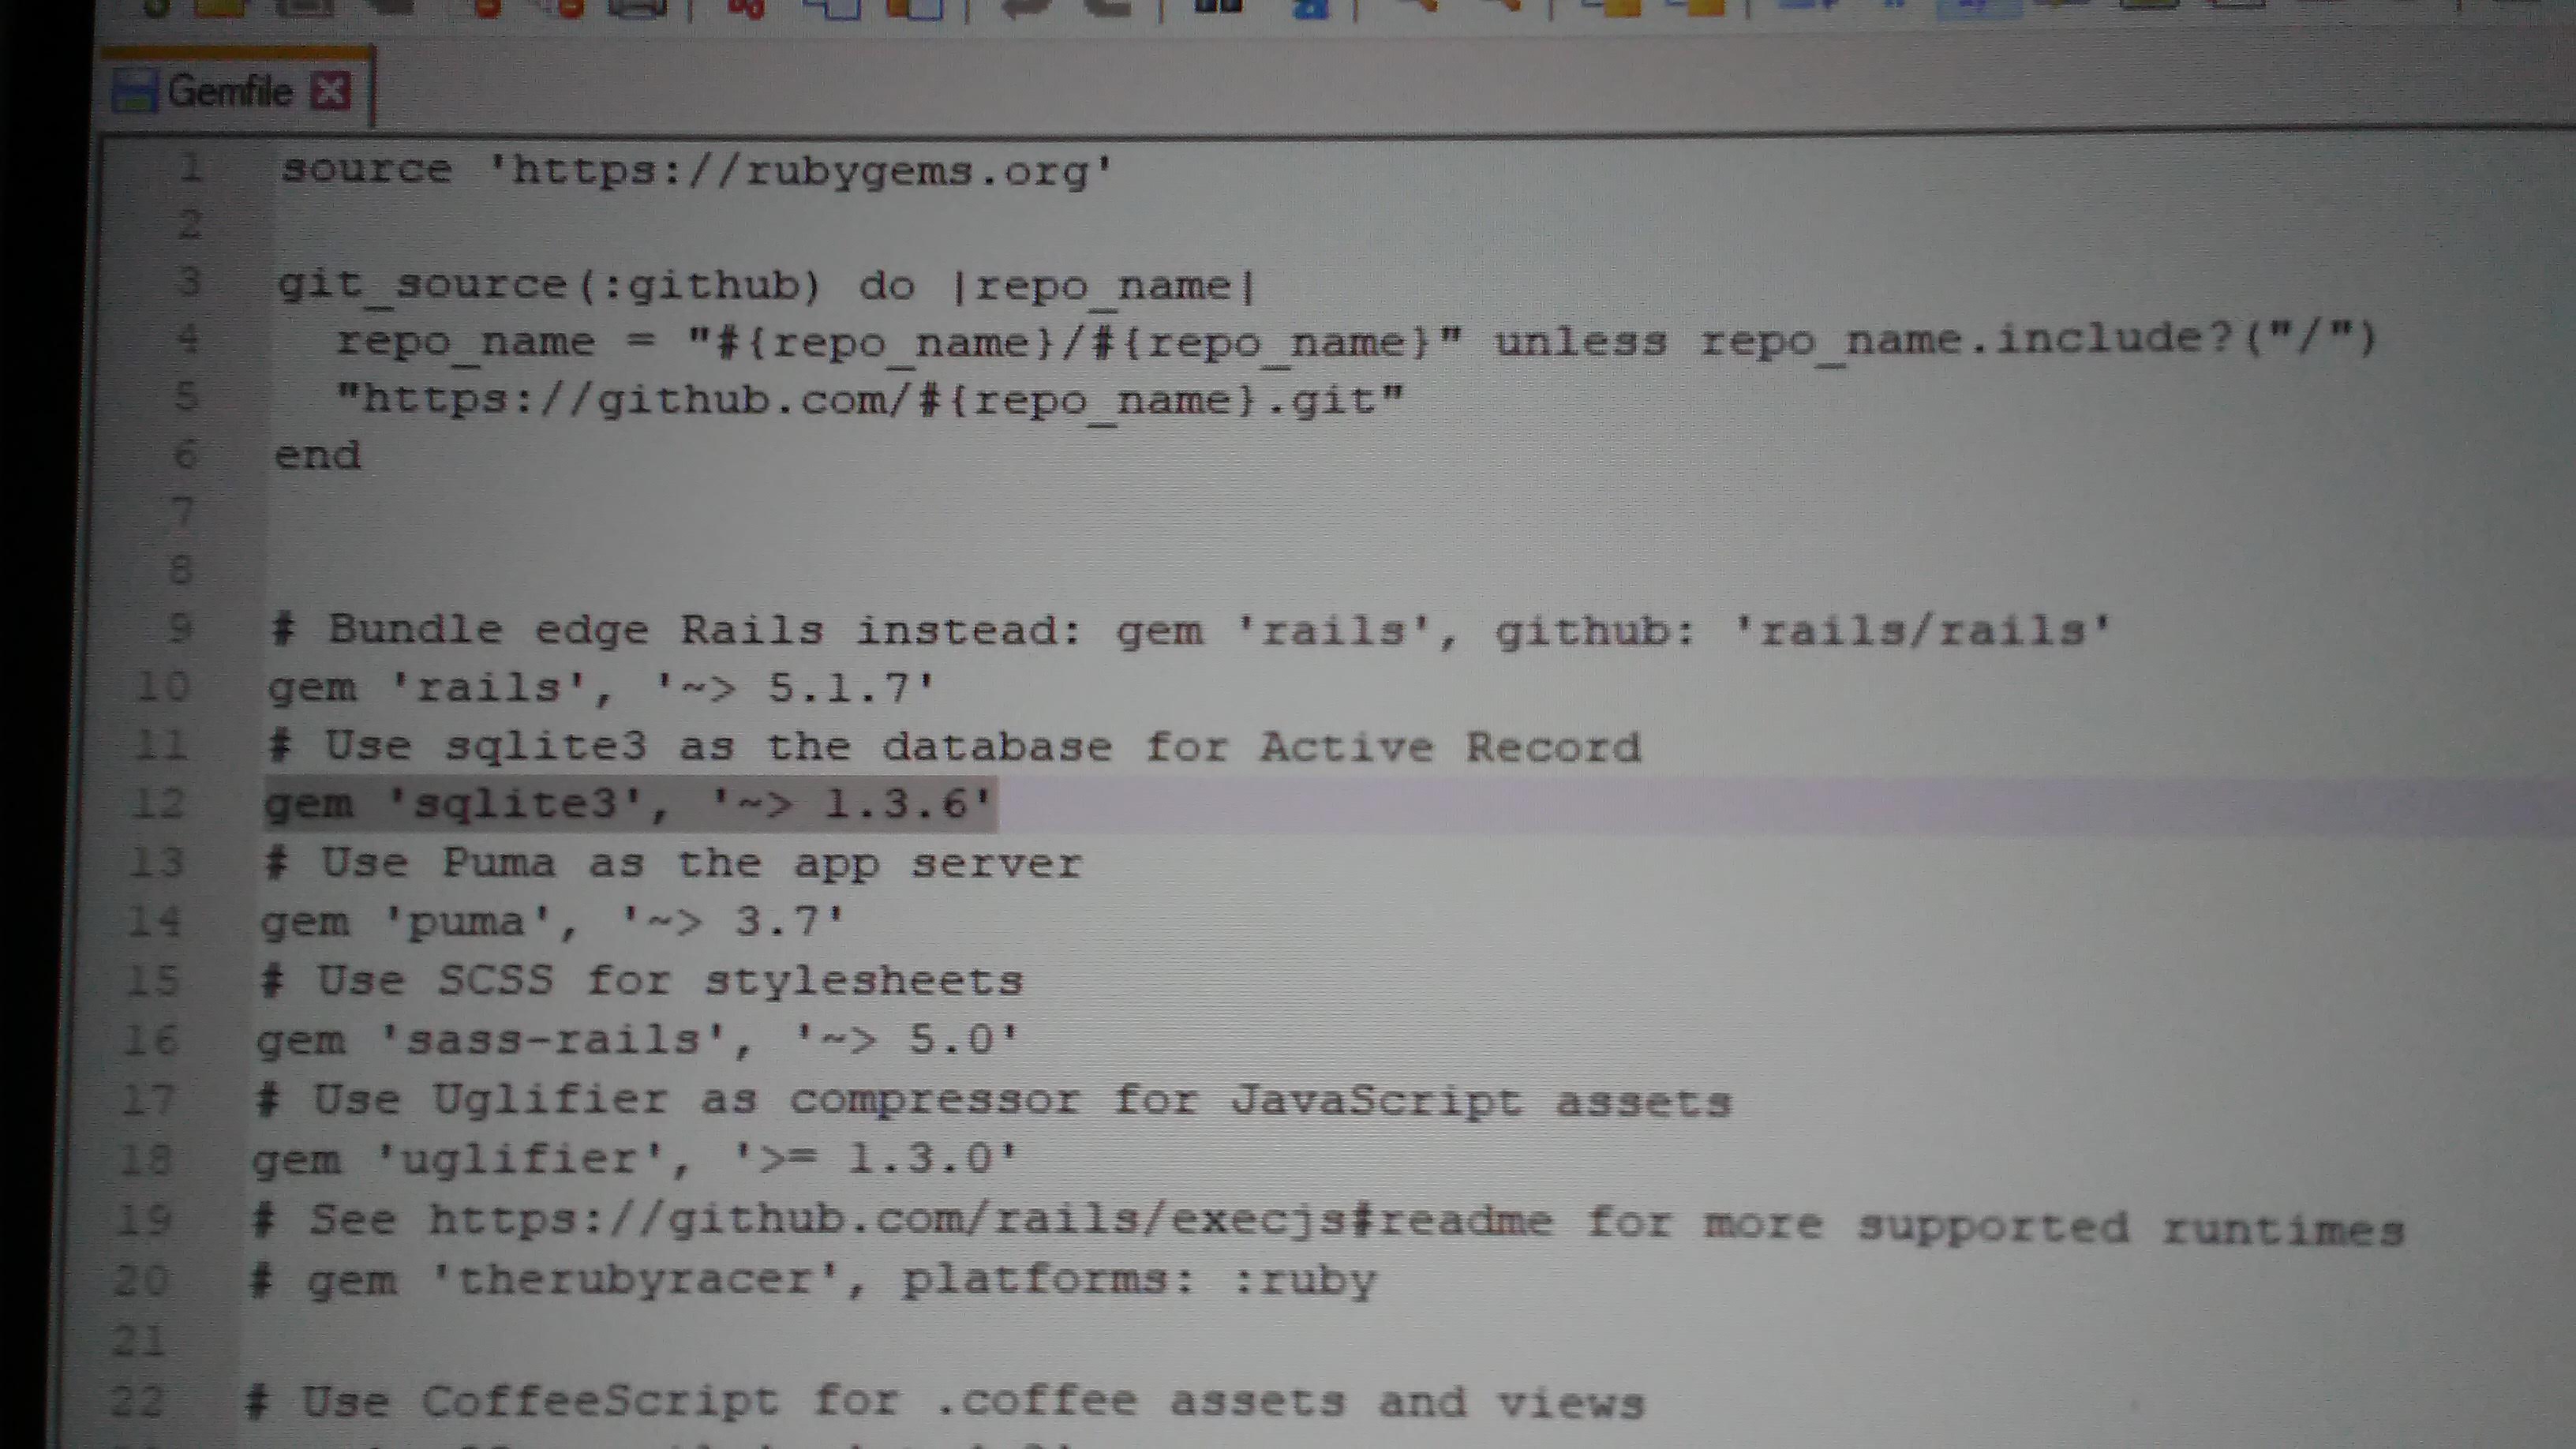 Gemfile
1 source 'https://rubygems.org'
2
3 git_source(:github) do |repo_name|
4   repo_name = "#{repo_name}/#{repo_name}" unless repo_name.include?("/")
5   "https://github.com/#{repo_name}.git"
6 end
7
8
9 # Bundle edge Rails instead: gem 'rails', github: 'rails/rails'
10 gem 'rails', '~> 5.1.7'
11 # Use sqlite3 as the database for Active Record
12 gem 'sqlite3', '~> 1.3.6'
13 # Use Puma as the app server
14 gem 'puma', '~> 3.7'
15 # Use SCSS for stylesheets
16 gem 'sass-rails', '~> 5.0'
17 # Use Uglifier as compressor for JavaScript assets
18 gem 'uglifier', '>= 1.3.0'
19 # See https://github.com/rails/execjs#readme for more supported runtimes
20 # gem 'therubyracer', platforms: :ruby
21
22 # Use CoffeeScript for .coffee assets and views